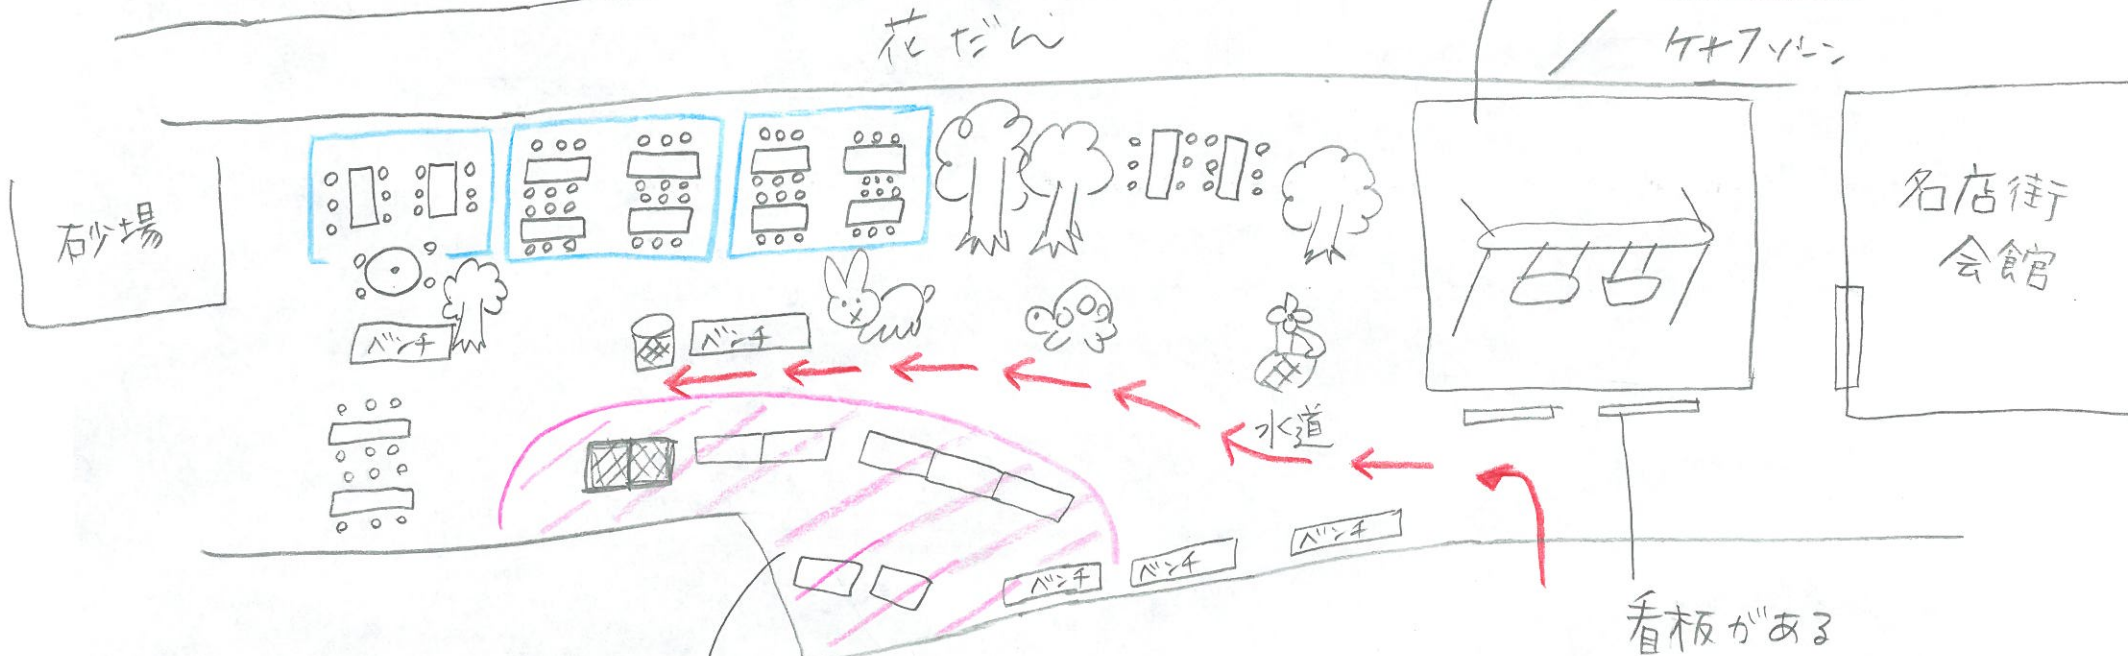 花だん
ケヤフゾーン
砂場
名店街
会館
ベンチ
ベンチ
水道
ベンチ
ベンチ
ベンチ
看板がある